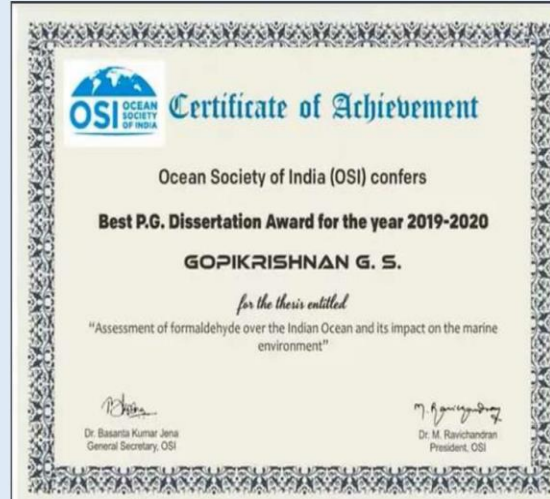 OSI OCEAN
SOCIETY
OF INDIA
Certificate of Achievement
Ocean Society of India (OSI) confers
Best P.G. Dissertation Award for the year 2019-2020
GOPIKRISHNAN G. S.
for the thesis entitled
"Assessment of formaldehyde over the Indian Ocean and its impact on the marine
environment"
Dr. Basanta Kumar Jena
General Secretary, OSI
M. Ravichandran
Dr. M. Ravichandran
President, OSI